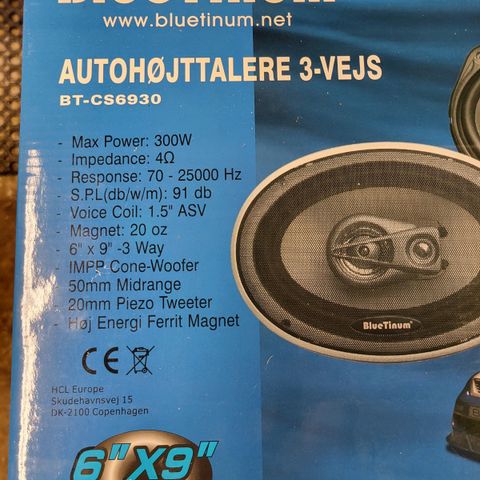 BLUETINUM
www.bluetinum.net
AUTOHØJTTALERE 3-VEJS
BT-CS6930
- Max Power: 300W
- Impedance: 4Ω
- Response: 70 - 25000 Hz
- S.P.L(db/w/m): 91 db
- Voice Coil: 1.5" ASV
- Magnet: 20 oz
- 6" x 9" -3 Way
- IMPP Cone-Woofer
- 50mm Midrange
- 20mm Piezo Tweeter
- Høj Energi Ferrit Magnet
BlueTinum®
CE
HCL Europe
Skudehavnsvej 15
DK-2100 Copenhagen
6"X9"